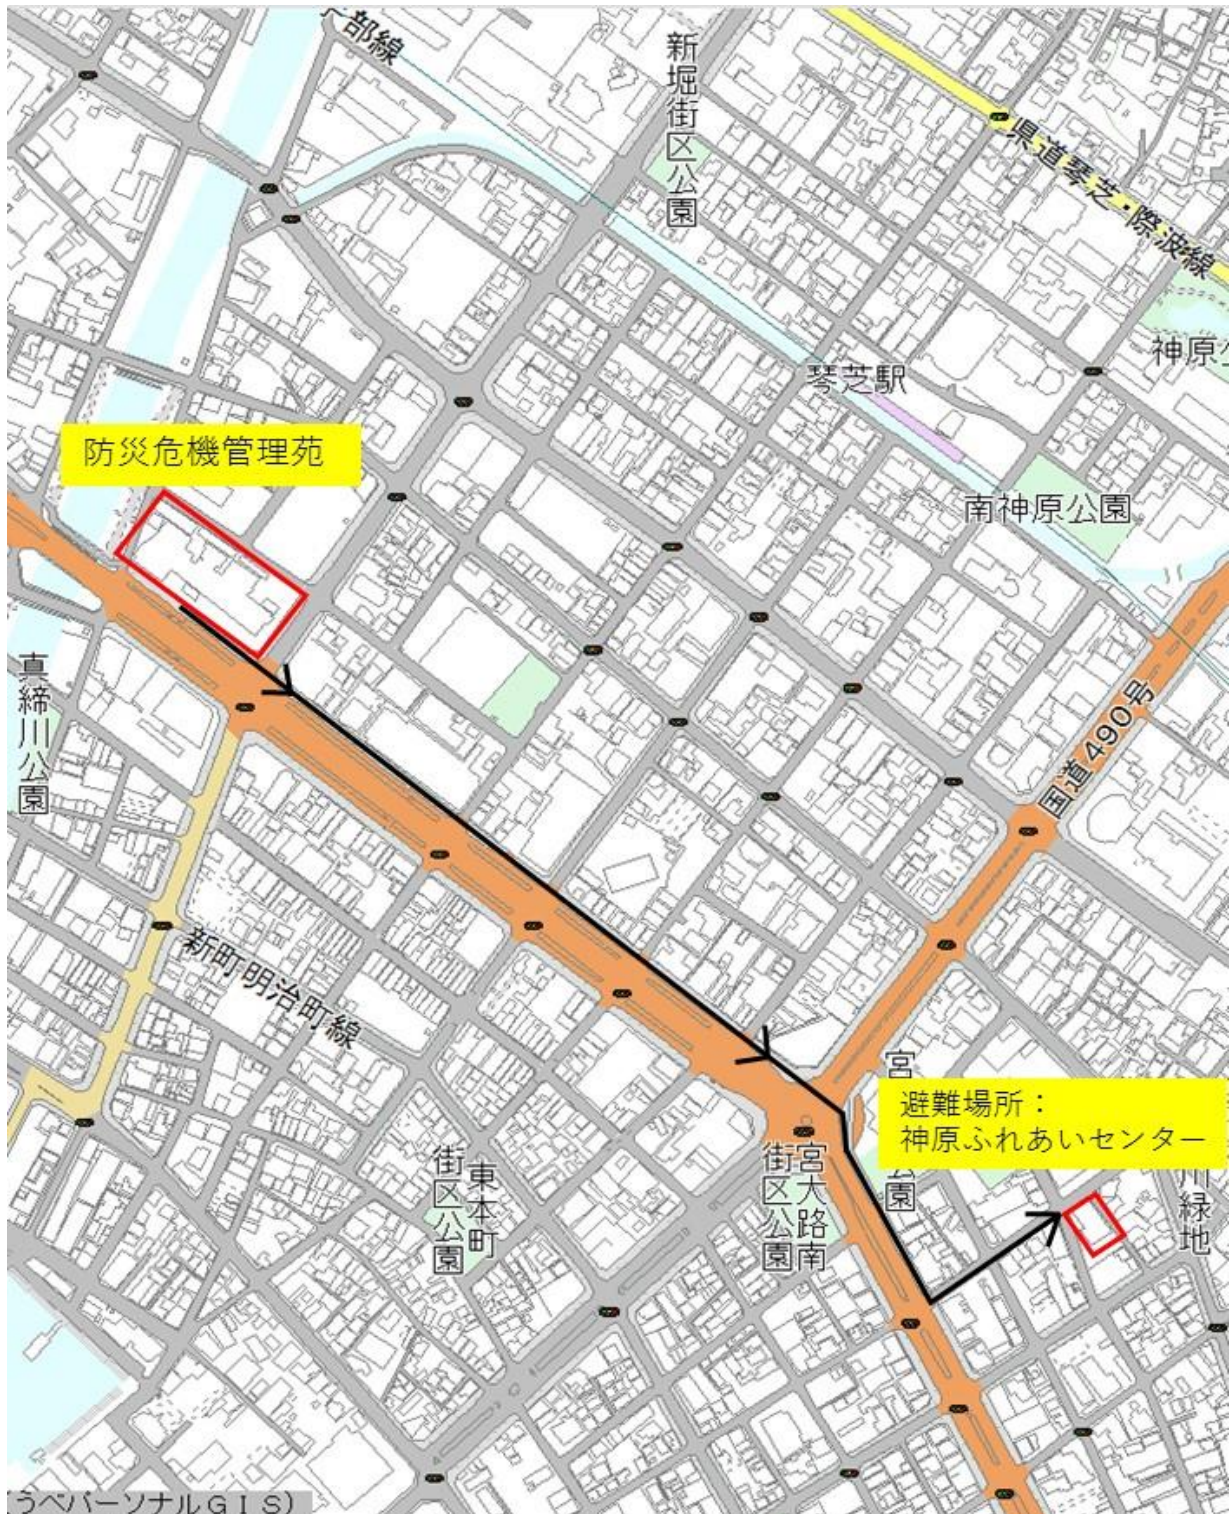 部線
新堀街区公園
県道琴芝・際波線
神原公
琴芝駅
防災危機管理苑
南神原公園
真締川公園
国道490号
新町明治町線
宮
避難場所：
神原ふれあいセンター
公園
川緑地
宮大路南
街区公園
東本町
街区公園
うべパーソナルＧＩＳ）